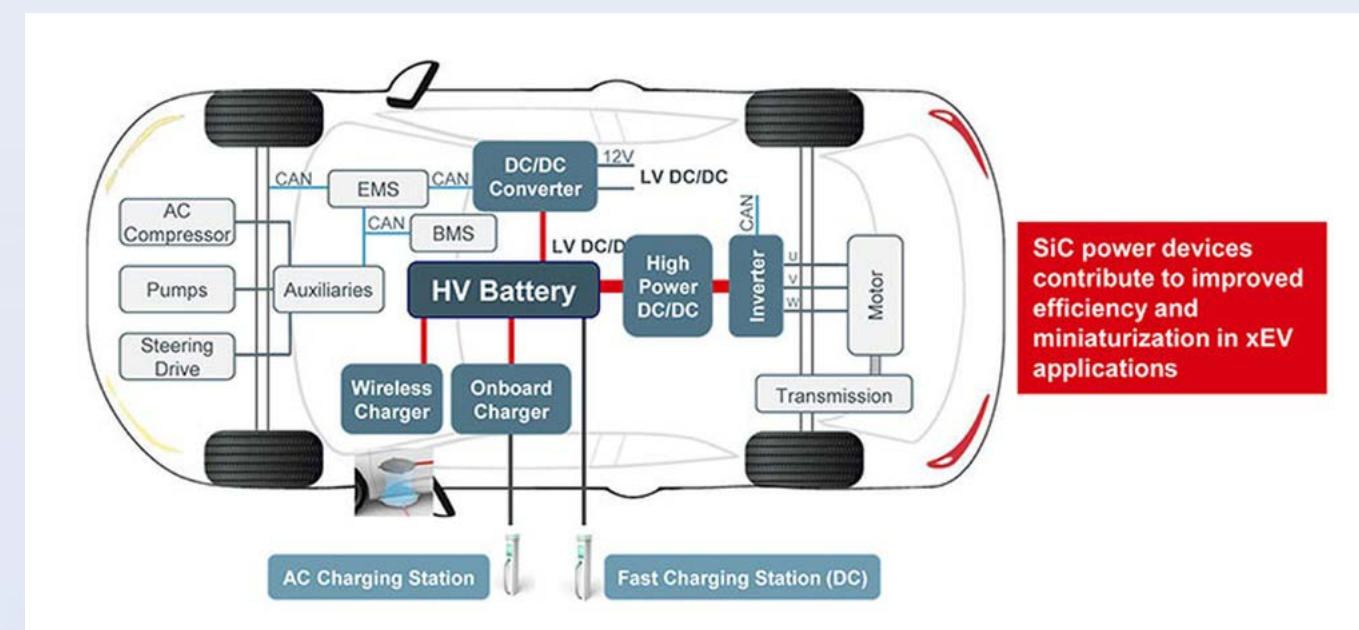 CAN
EMS
CAN
DC/DC
Converter
12V
LV DC/DC
AC
Compressor
CAN
BMS
LV DC/D
CAN
Pumps
Auxiliaries
HV Battery
High
Power
DC/DC
Inverter
U
V
W
Motor
Steering
Drive
Wireless
Charger
Onboard
Charger
Transmission
SiC power devices
contribute to improved
efficiency and
miniaturization in xEV
applications
AC Charging Station
Fast Charging Station (DC)